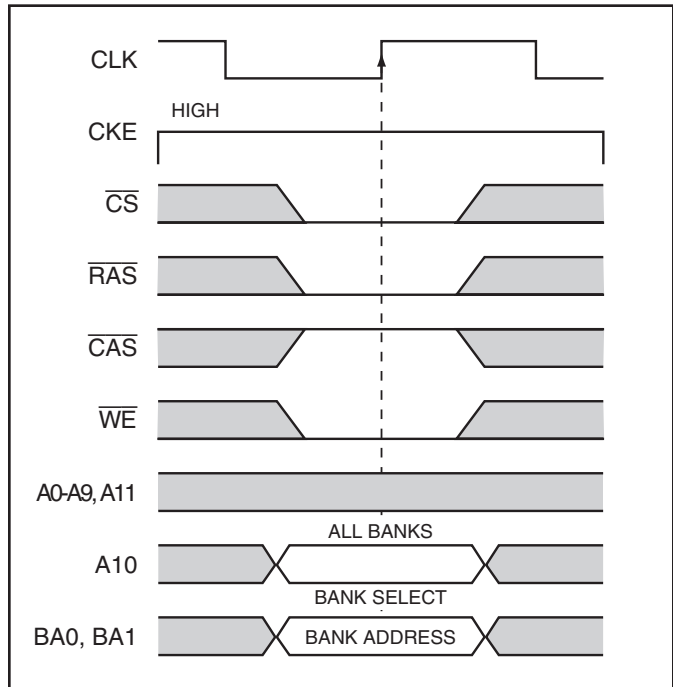 CLK
HIGH
CKE
CS
RAS
CAS
WE
A0-A9, A11
ALL BANKS
A10
BANK SELECT
BA0, BA1
BANK ADDRESS